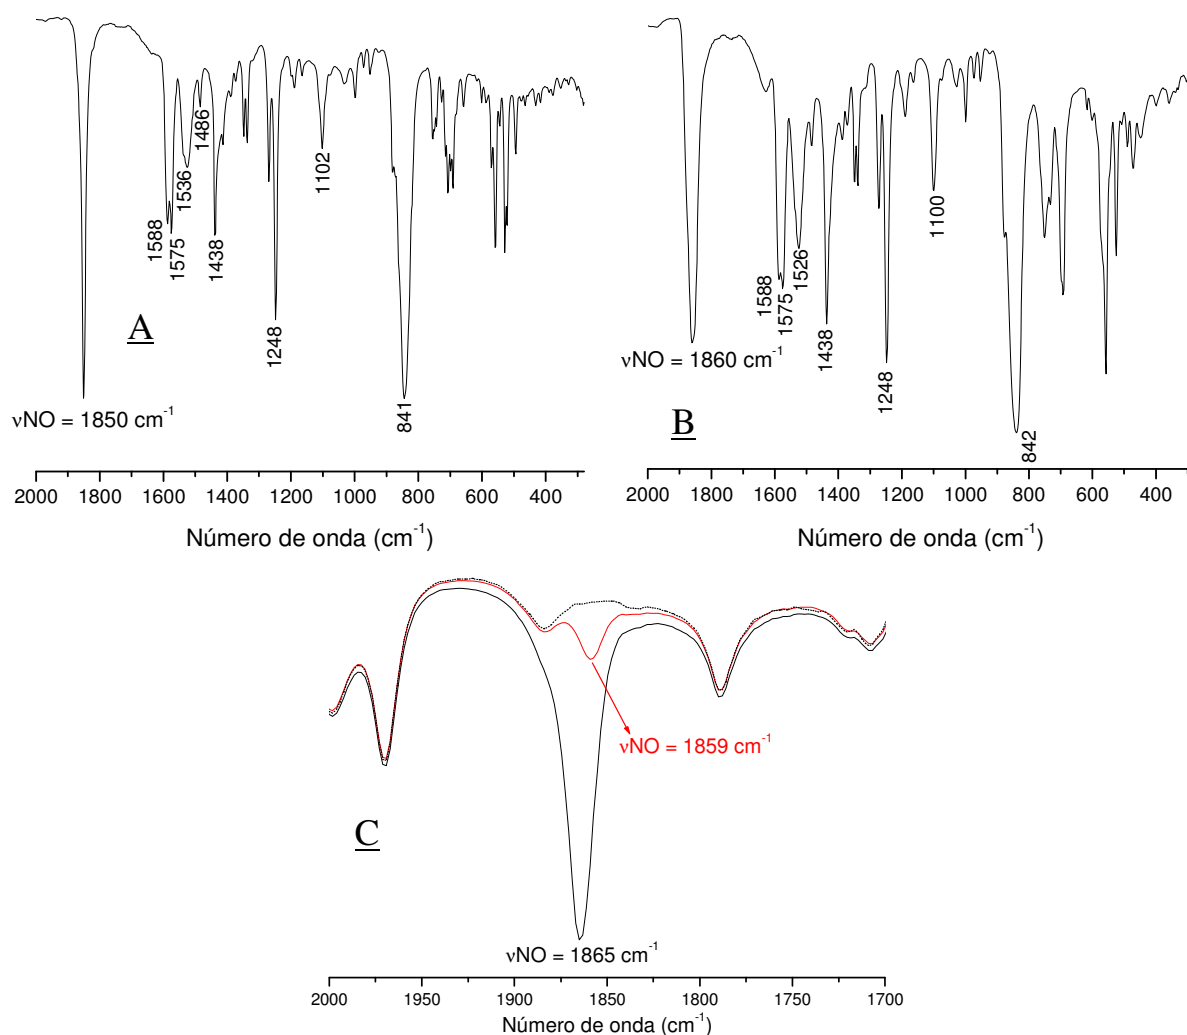 1486
1536
1102
1588
1575
1438
A
1248
νNO = 1850 cm-1
841
2000 1800 1600 1400 1200 1000 800 600 400
Número de onda (cm-1)
1100
1526
1588
1575
1438
νNO = 1860 cm-1
1248
B
842
2000 1800 1600 1400 1200 1000 800 600 400
Número de onda (cm-1)
νNO = 1859 cm-1
C
νNO = 1865 cm-1
2000 1950 1900 1850 1800 1750 1700
Número de onda (cm-1)